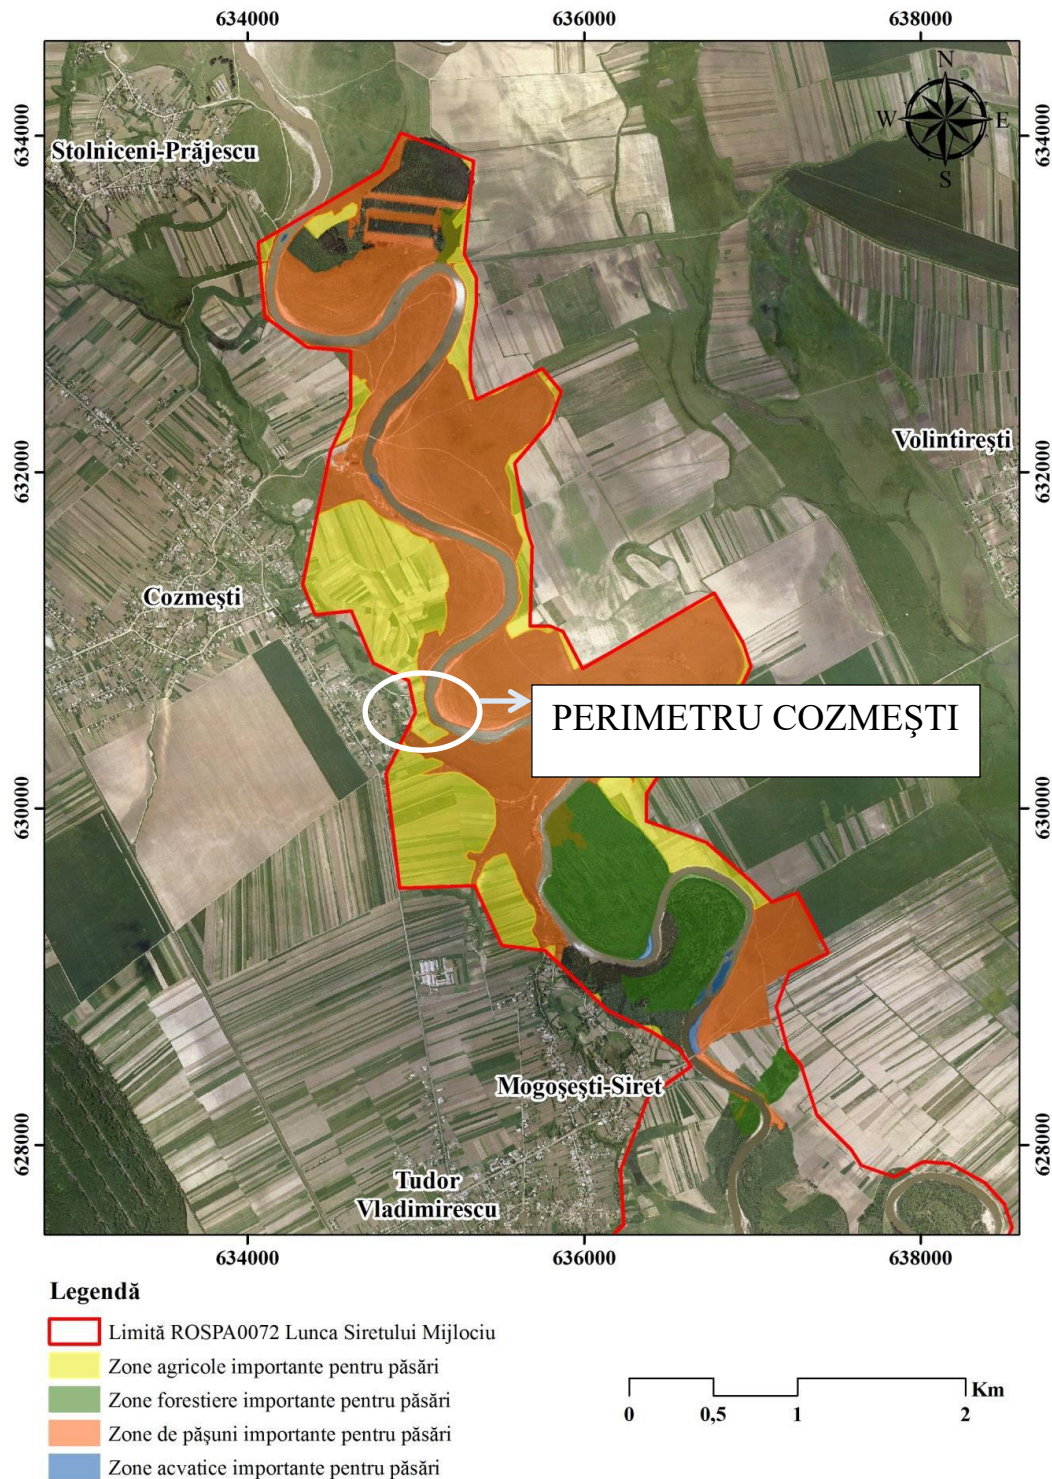 634000 636000 638000
N
W E
S
634000 634000
Stolniceni-Prăjescu
Volintireşti
632000 632000
Cozmeşti
PERIMETRU COZMEŞTI
630000 630000
Mogoşeşti-Siret
628000 628000
Tudor
Vladimirescu
634000 636000 638000
Legendă
Limită ROSPA0072 Lunca Siretului Mijlociu
Zone agricole importante pentru păsări
Zone forestiere importante pentru păsări
Zone de păşuni importante pentru păsări
Zone acvatice importante pentru păsări
Km
0 0,5 1 2